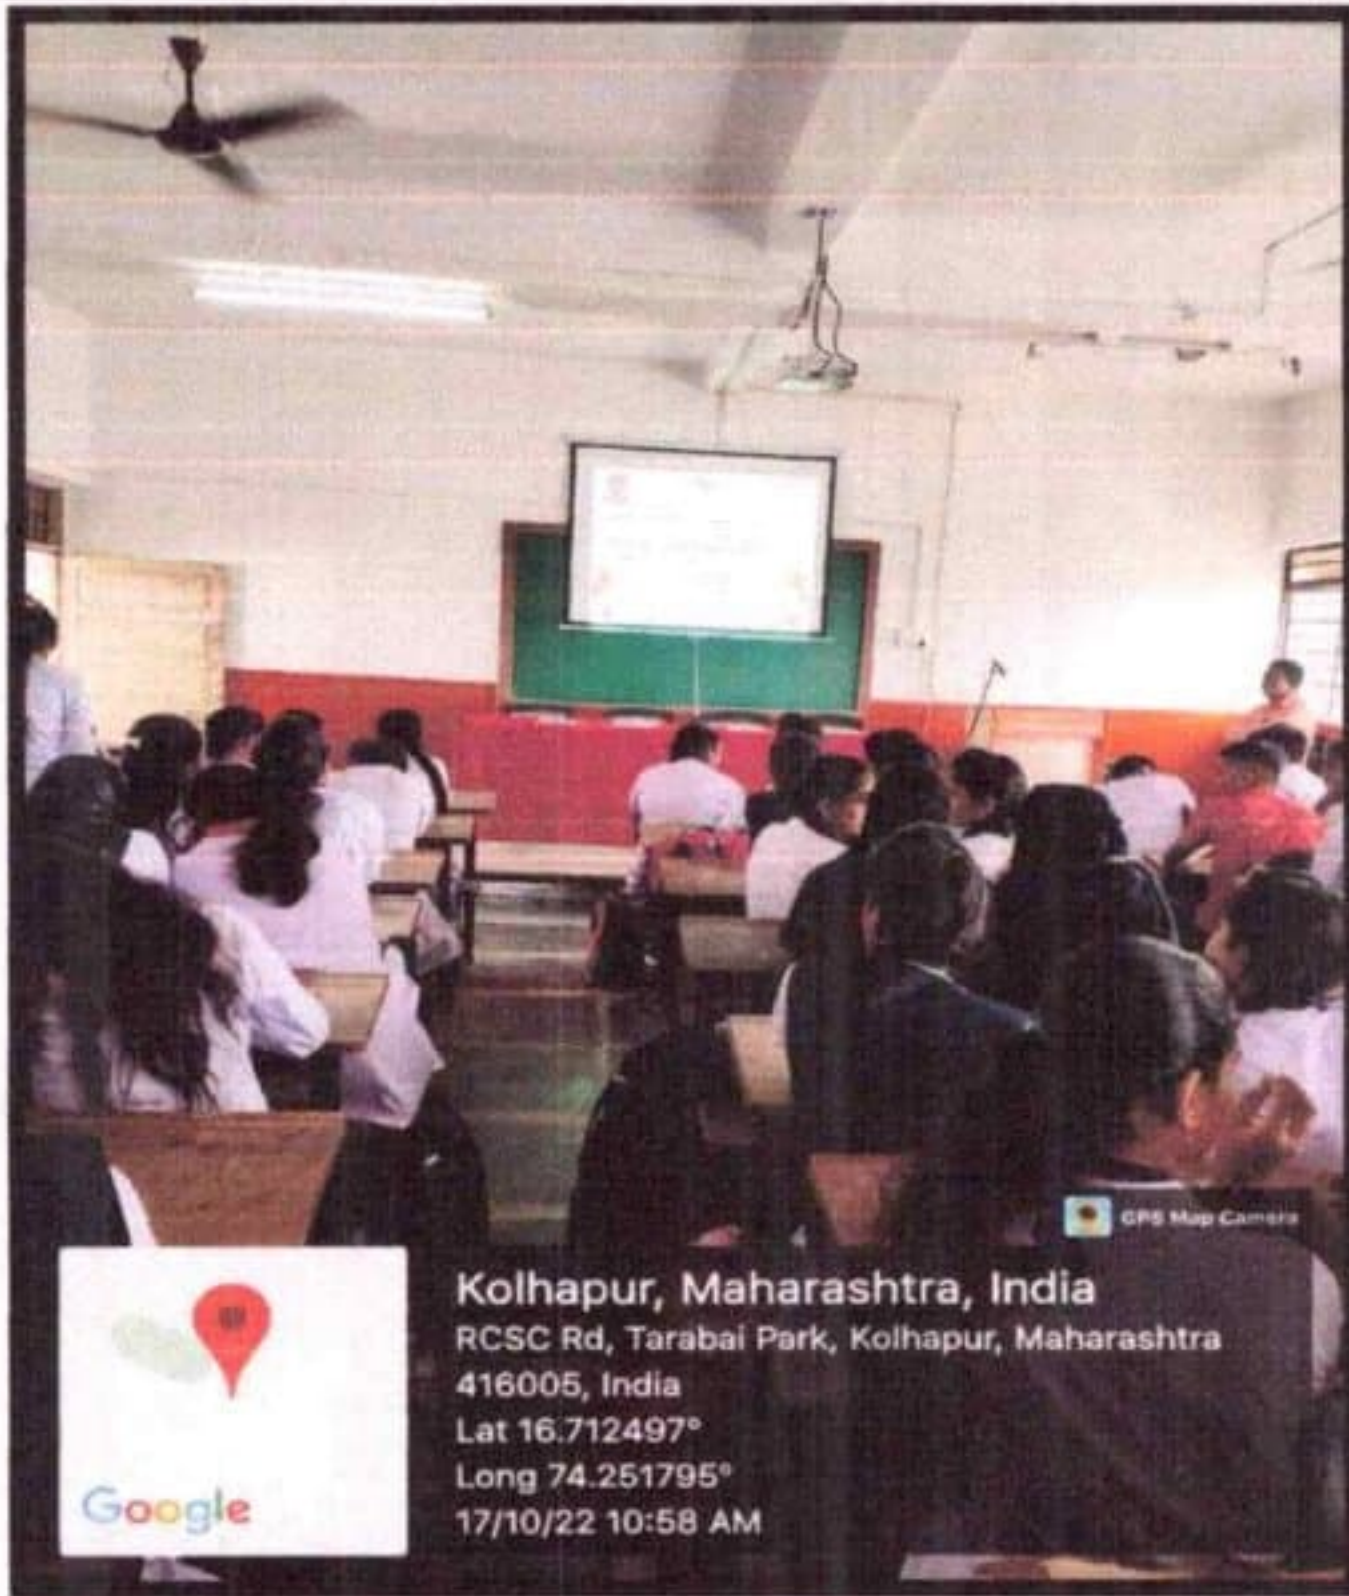 GPS Map Camera
Kolhapur, Maharashtra, India
RCSC Rd, Tarabai Park, Kolhapur, Maharashtra
416005, India
Lat 16.712497°
Long 74.251795°
17/10/22 10:58 AM
Google